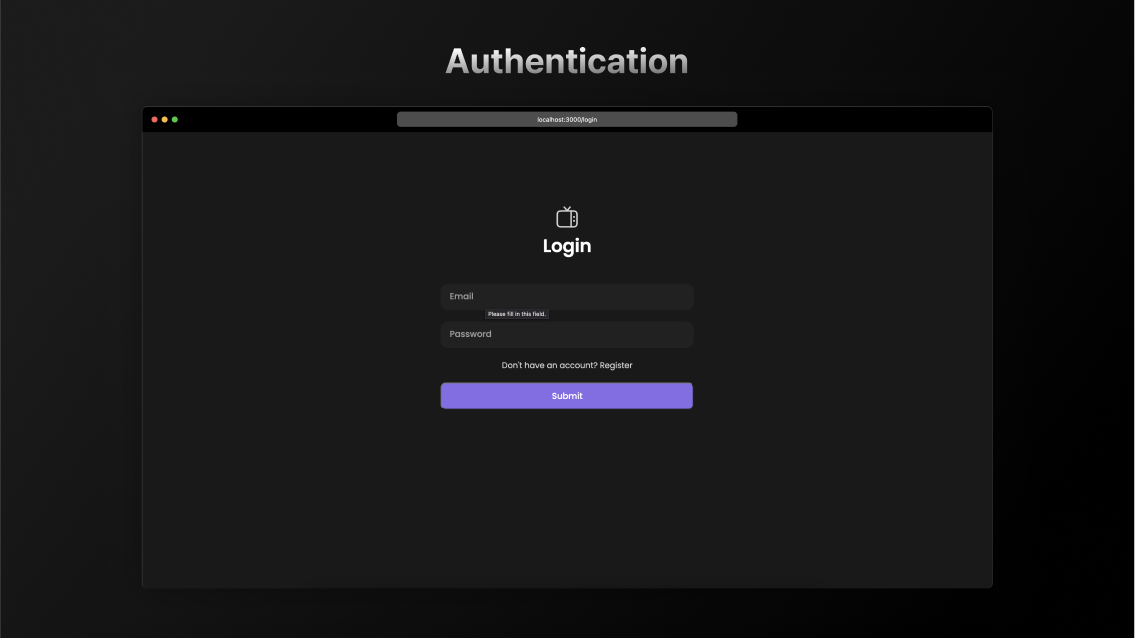 Authentication
localhost:3000/login
Login
Email
Please fill in this field.
Password
Don't have an account? Register
Submit